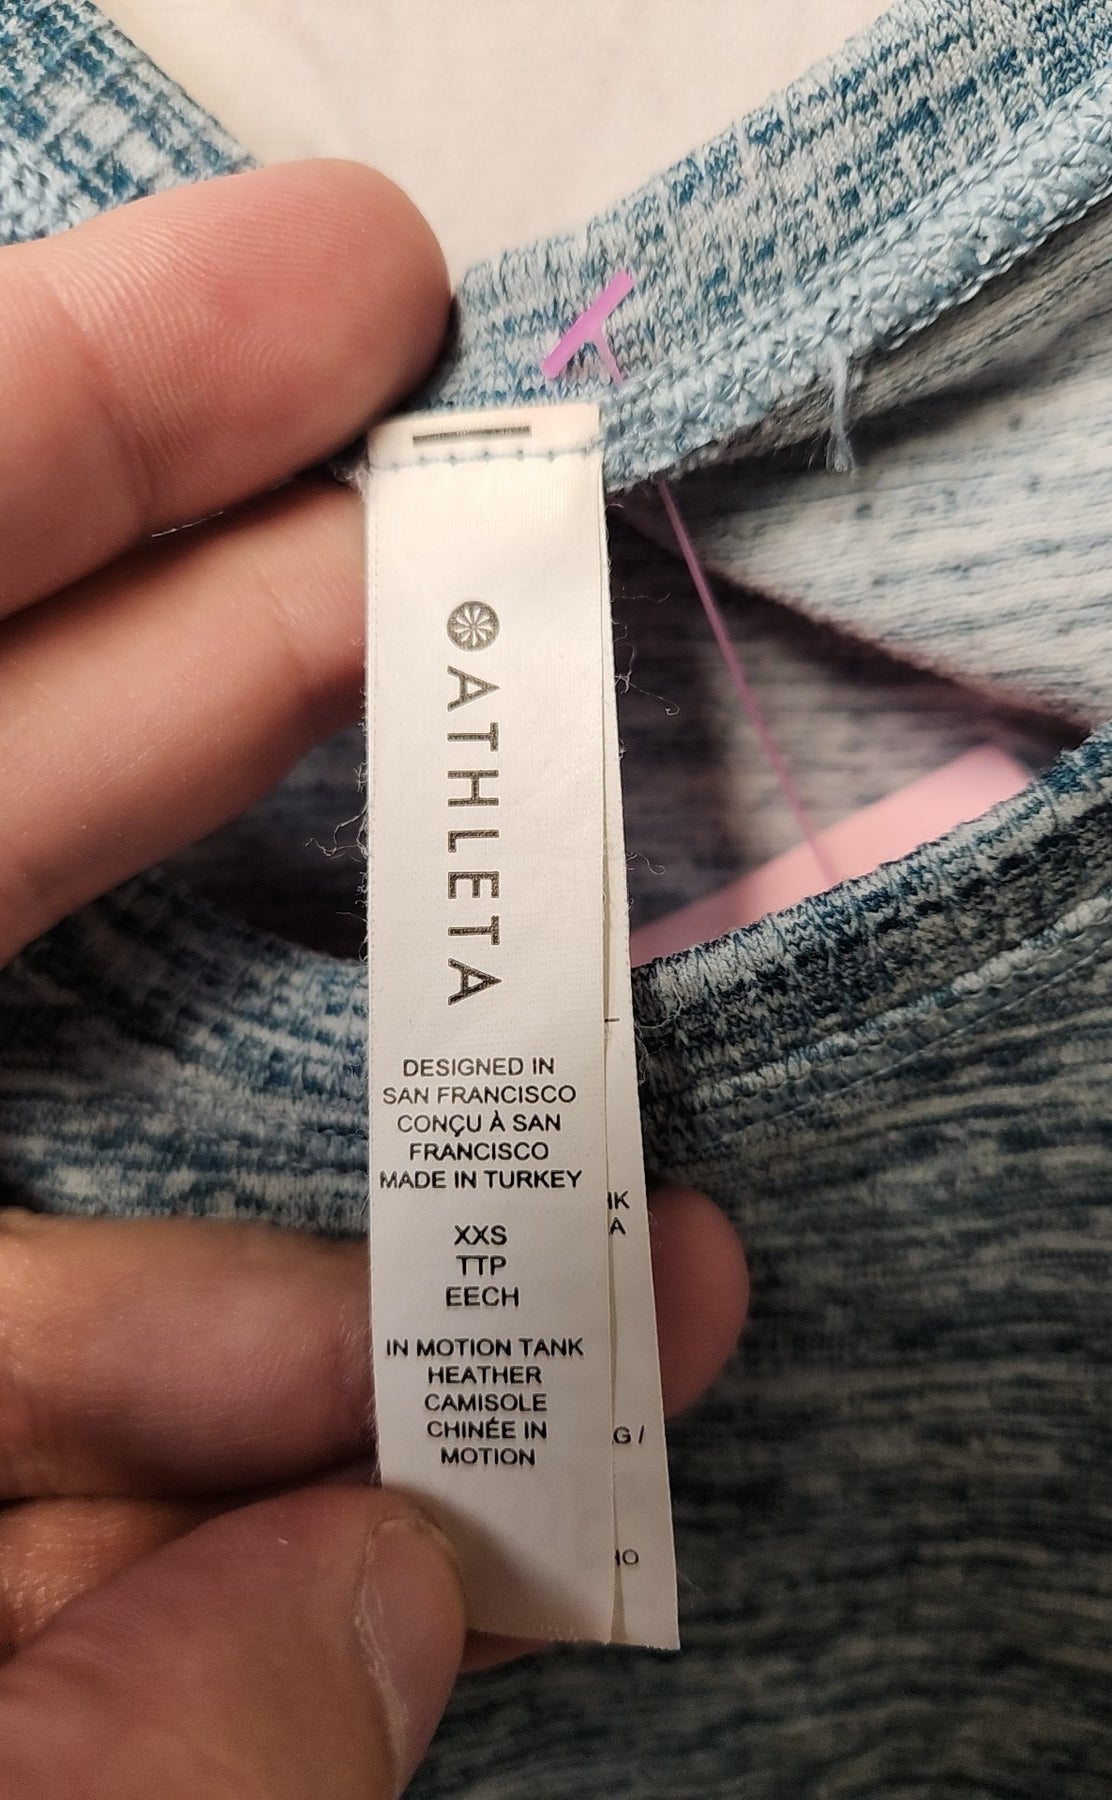 ATHLETA
DESIGNED IN
SAN FRANCISCO
CONÇU À SAN
FRANCISCO
MADE IN TURKEY
XXS
TTP
EECH
IN MOTION TANK
HEATHER
CAMISOLE
CHINÉE IN
MOTION